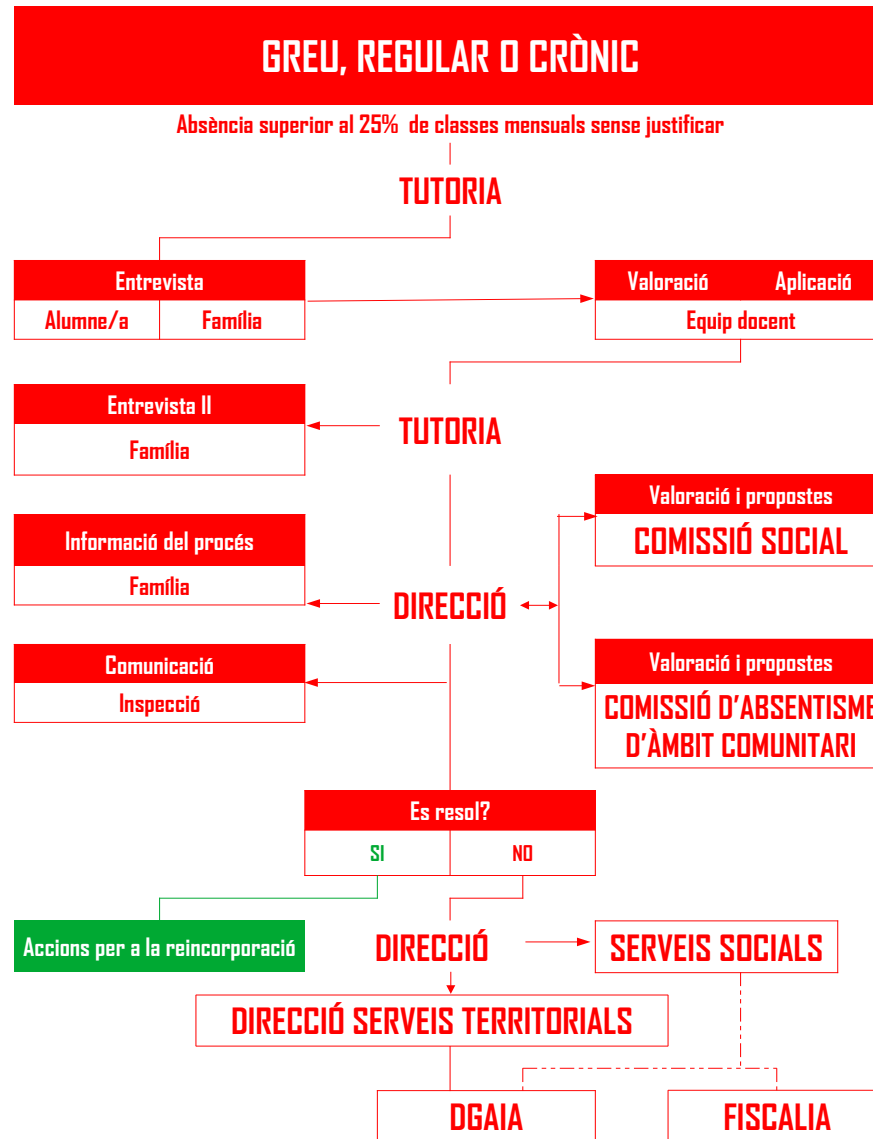 GREU, REGULAR O CRÒNIC
Absència superior al 25% de classes mensuals sense justificar
TUTORIA
Entrevista
Alumne/a Família
Valoració Aplicació
Equip docent
Entrevista II
Família
TUTORIA
Valoració i propostes
COMISSIÓ SOCIAL
Informació del procés
Família
DIRECCIÓ
Comunicació
Inspecció
Valoració i propostes
COMISSIÓ D'ABSENTISME
D'ÀMBIT COMUNITARI
Es resol?
SI NO
Accions per a la reincorporació
DIRECCIÓ
SERVEIS SOCIALS
DIRECCIÓ SERVEIS TERRITORIALS
DGAIA
FISCALIA